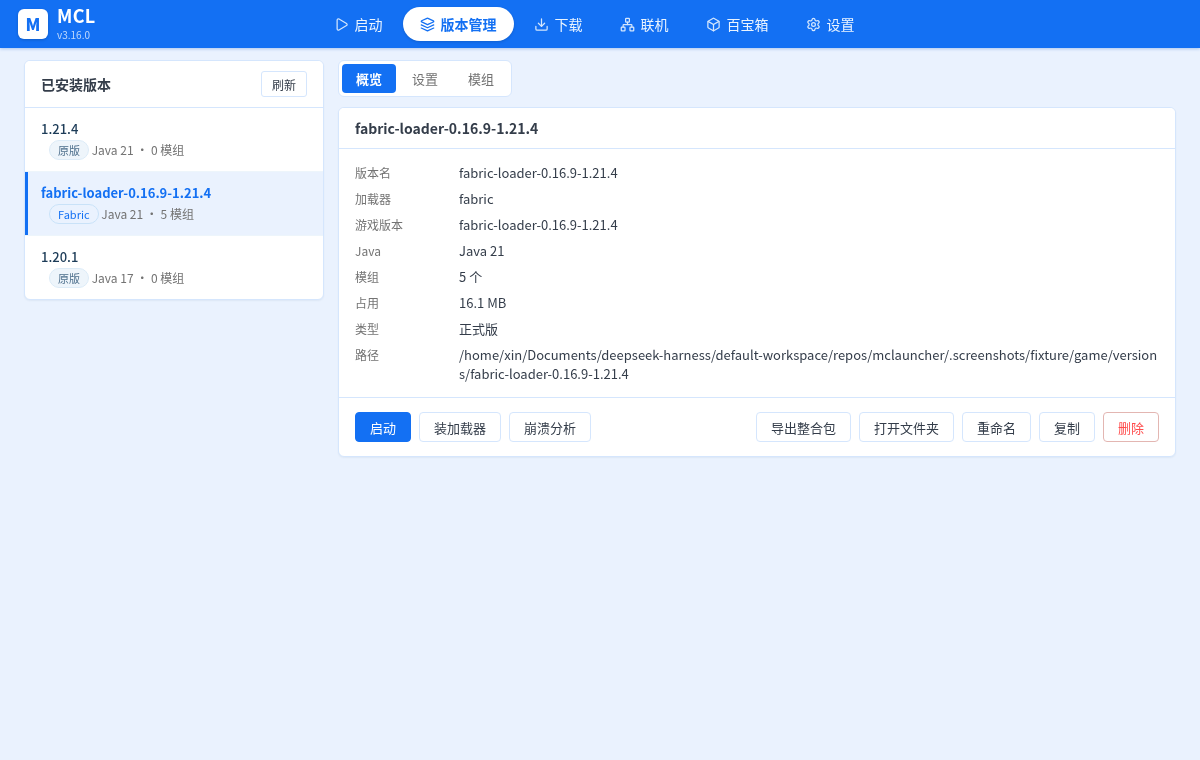 M
MCL
v3.16.0
启动
版本管理
下载
联机
百宝箱
设置
已安装版本
刷新
1.21.4
原版 Java 21 · 0 模组
fabric-loader-0.16.9-1.21.4
Fabric Java 21 · 5 模组
1.20.1
原版 Java 17 · 0 模组
概览
设置
模组
fabric-loader-0.16.9-1.21.4
版本名 fabric-loader-0.16.9-1.21.4
加载器 fabric
游戏版本 fabric-loader-0.16.9-1.21.4
Java Java 21
模组 5 个
占用 16.1 MB
类型 正式版
路径 /home/xin/Documents/deepseek-harness/default-workspace/repos/mclauncher/.screenshots/fixture/game/version
s/fabric-loader-0.16.9-1.21.4
启动
装加载器
崩溃分析
导出整合包
打开文件夹
重命名
复制
删除